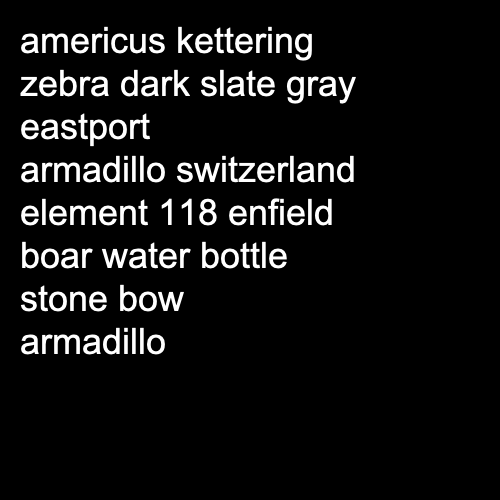 americus kettering
zebra dark slate gray
eastport
armadillo switzerland
element 118 enfield
boar water bottle
stone bow
armadillo